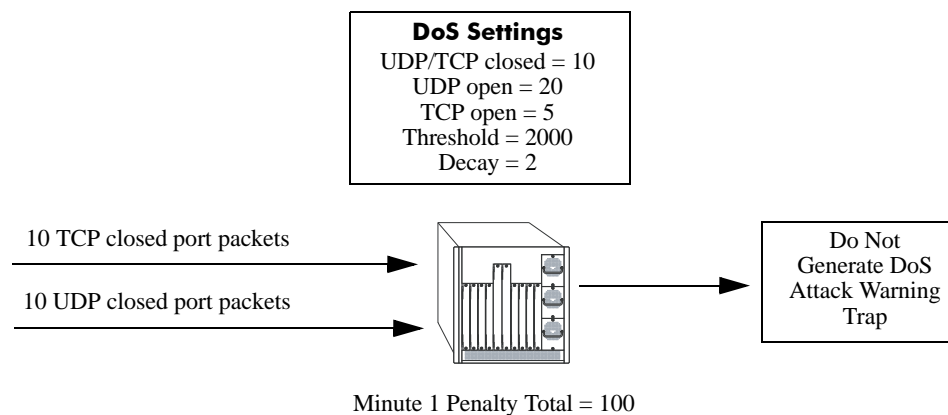 DoS Settings
UDP/TCP closed = 10
UDP open = 20
TCP open = 5
Threshold = 2000
Decay = 2
10 TCP closed port packets
10 UDP closed port packets
Do Not
Generate DoS
Attack Warning
Trap
Minute 1 Penalty Total = 100